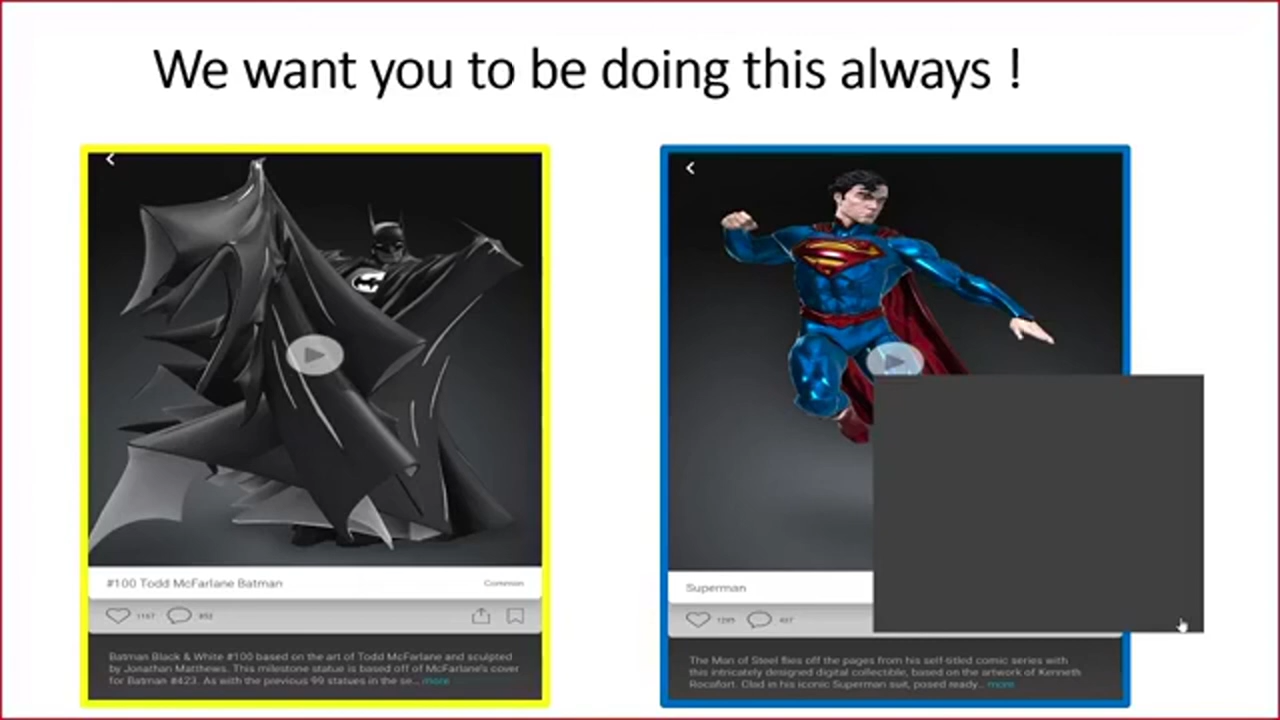 We want you to be doing this always !
#100 Todd McFarlane Batman
Common
1167
852
Batman Black & White #100 based on the art of Todd McFarlane and sculpted
by Jonathan Matthews. This milestone statue is based off of McFarlane's cover
for Batman #423. As with the previous 99 statues in the se... more
Superman
437
The Man of Steel flies off the pages from his self-titled comic series with
this intricately designed digital collectible, based on the artwork of Kenneth
Rocafort. Clad in his iconic Superman suit, posed ready... more